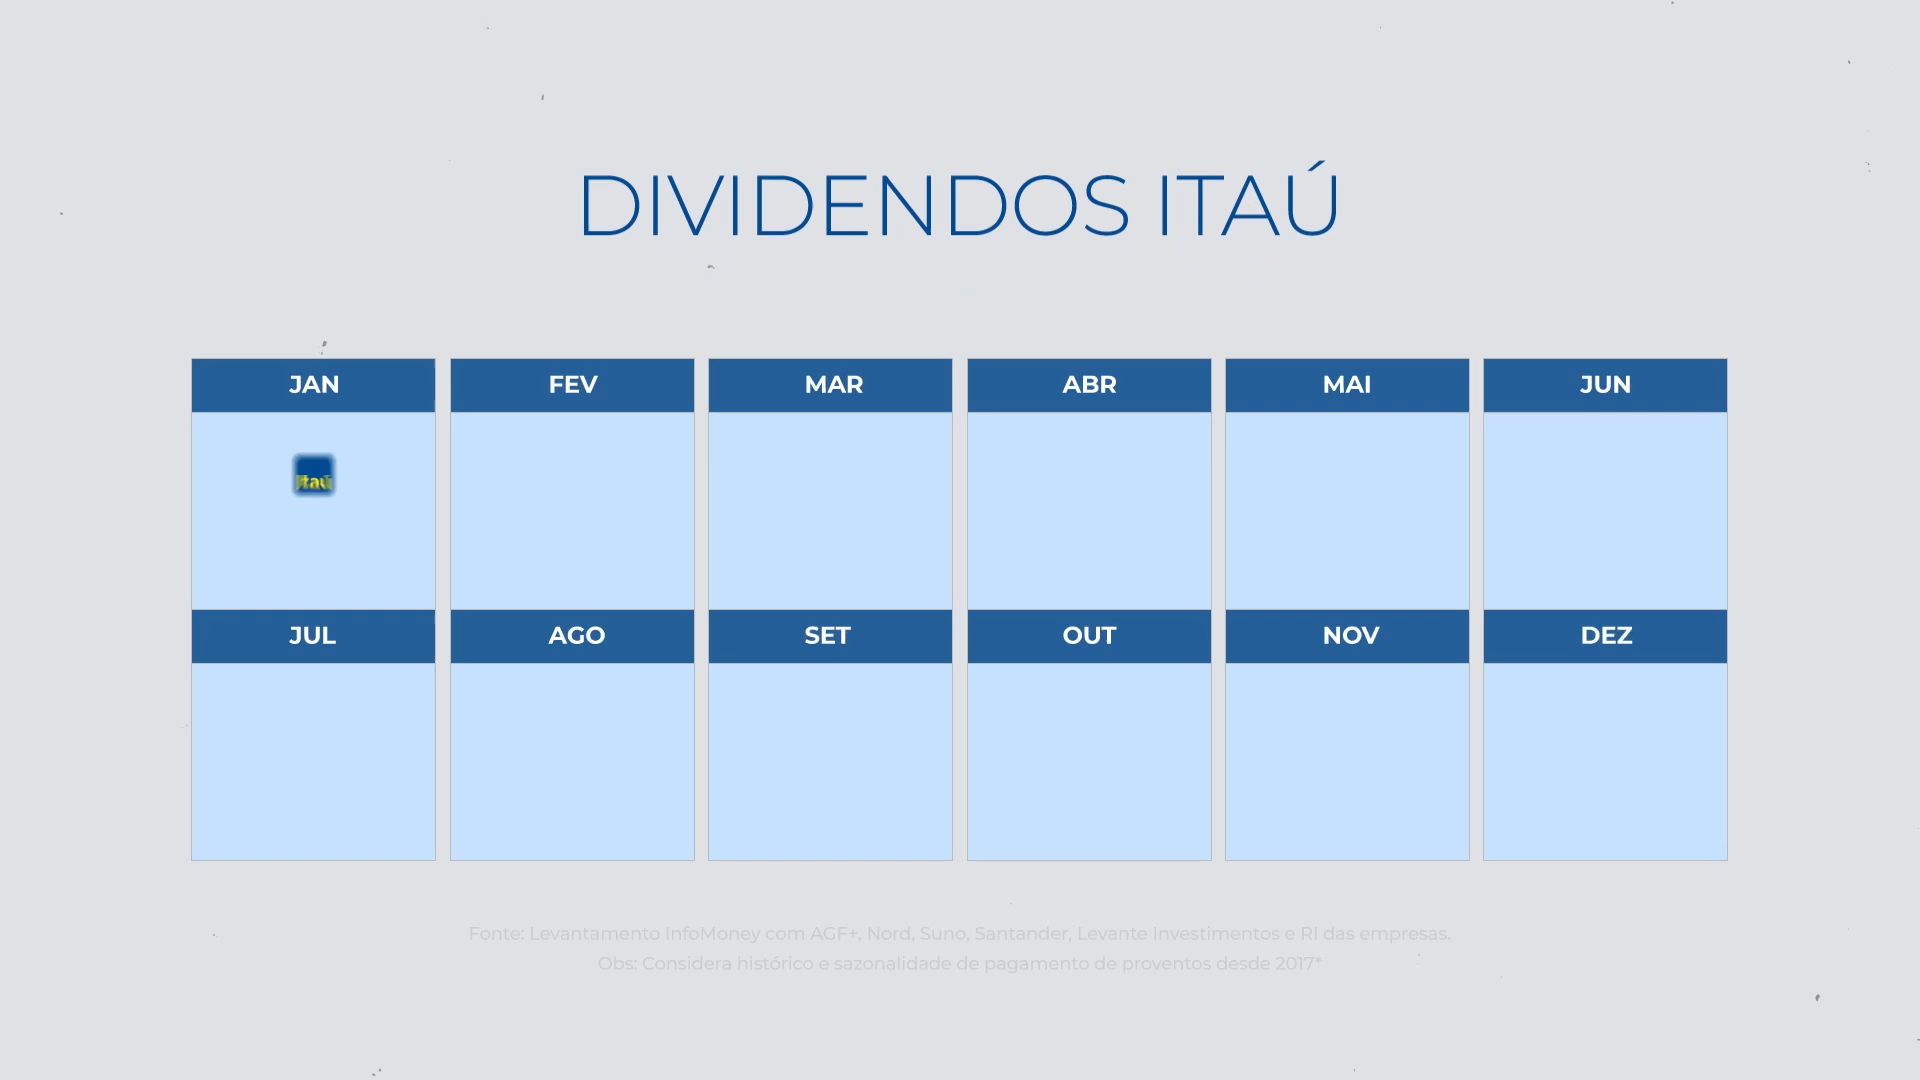 DIVIDENDOS ITAÚ
JAN FEV MAR ABR MAI JUN
Itaú
JUL AGO SET OUT NOV DEZ
Fonte: Levantamento InfoMoney com AGF+, Nord, Suno, Santander, Levante Investimentos e RI das empresas.
Obs: Considera histórico e sazonalidade de pagamento de proventos desde 2017*